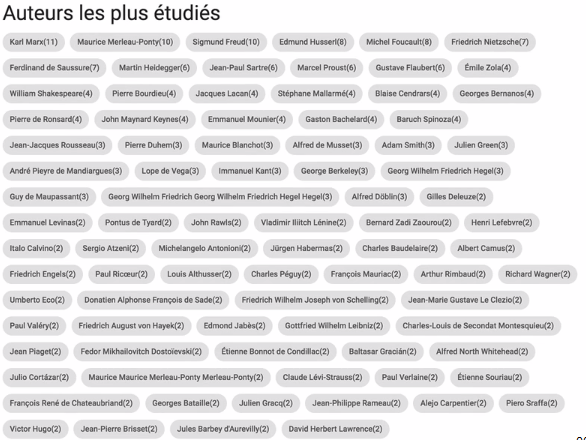 Auteurs les plus étudiés
Karl Marx(11) Maurice Merleau-Ponty(10) Sigmund Freud(10) Edmund Husserl(8) Michel Foucault(8) Friedrich Nietzsche(7)
Ferdinand de Saussure(7) Martin Heidegger(6) Jean-Paul Sartre(6) Marcel Proust(6) Gustave Flaubert(6) Émile Zola(4)
William Shakespeare(4) Pierre Bourdieu(4) Jacques Lacan(4) Stéphane Mallarmé(4) Blaise Cendrars(4) Georges Bernanos(4)
Pierre de Ronsard(4) John Maynard Keynes(4) Emmanuel Mounier(4) Gaston Bachelard(4) Baruch Spinoza(4)
Jean-Jacques Rousseau(3) Pierre Duhem(3) Maurice Blanchot(3) Alfred de Musset(3) Adam Smith(3) Julien Green(3)
André Pieyre de Mandiargues(3) Lope de Vega(3) Immanuel Kant(3) George Berkeley(3) Georg Wilhelm Friedrich Hegel(3)
Guy de Maupassant(3) Georg Wilhelm Friedrich Georg Wilhelm Friedrich Hegel Hegel(3) Alfred Döblin(3) Gilles Deleuze(2)
Emmanuel Levinas(2) Pontus de Tyard(2) John Rawls(2) Vladimir Iliitch Lénine(2) Bernard Zadi Zaourou(2) Henri Lefebvre(2)
Italo Calvino(2) Sergio Atzeni(2) Michelangelo Antonioni(2) Jürgen Habermas(2) Charles Baudelaire(2) Albert Camus(2)
Friedrich Engels(2) Paul Ricœur(2) Louis Althusser(2) Charles Péguy(2) François Mauriac(2) Arthur Rimbaud(2) Richard Wagner(2)
Umberto Eco(2) Donatien Alphonse François de Sade(2) Friedrich Wilhelm Joseph von Schelling(2) Jean-Marie Gustave Le Clezio(2)
Paul Valéry(2) Friedrich August von Hayek(2) Edmond Jabès(2) Gottfried Wilhelm Leibniz(2) Charles-Louis de Secondat Montesquieu(2)
Jean Piaget(2) Fedor Mikhaïlovitch Dostoïevski(2) Étienne Bonnot de Condillac(2) Baltasar Gracián(2) Alfred North Whitehead(2)
Julio Cortázar(2) Maurice Maurice Merleau-Ponty Merleau-Ponty(2) Claude Lévi-Strauss(2) Paul Verlaine(2) Étienne Souriau(2)
François René de Chateaubriand(2) Georges Bataille(2) Julien Gracq(2) Jean-Philippe Rameau(2) Alejo Carpentier(2) Piero Sraffa(2)
Victor Hugo(2) Jean-Pierre Brisset(2) Jules Barbey d'Aurevilly(2) David Herbert Lawrence(2)